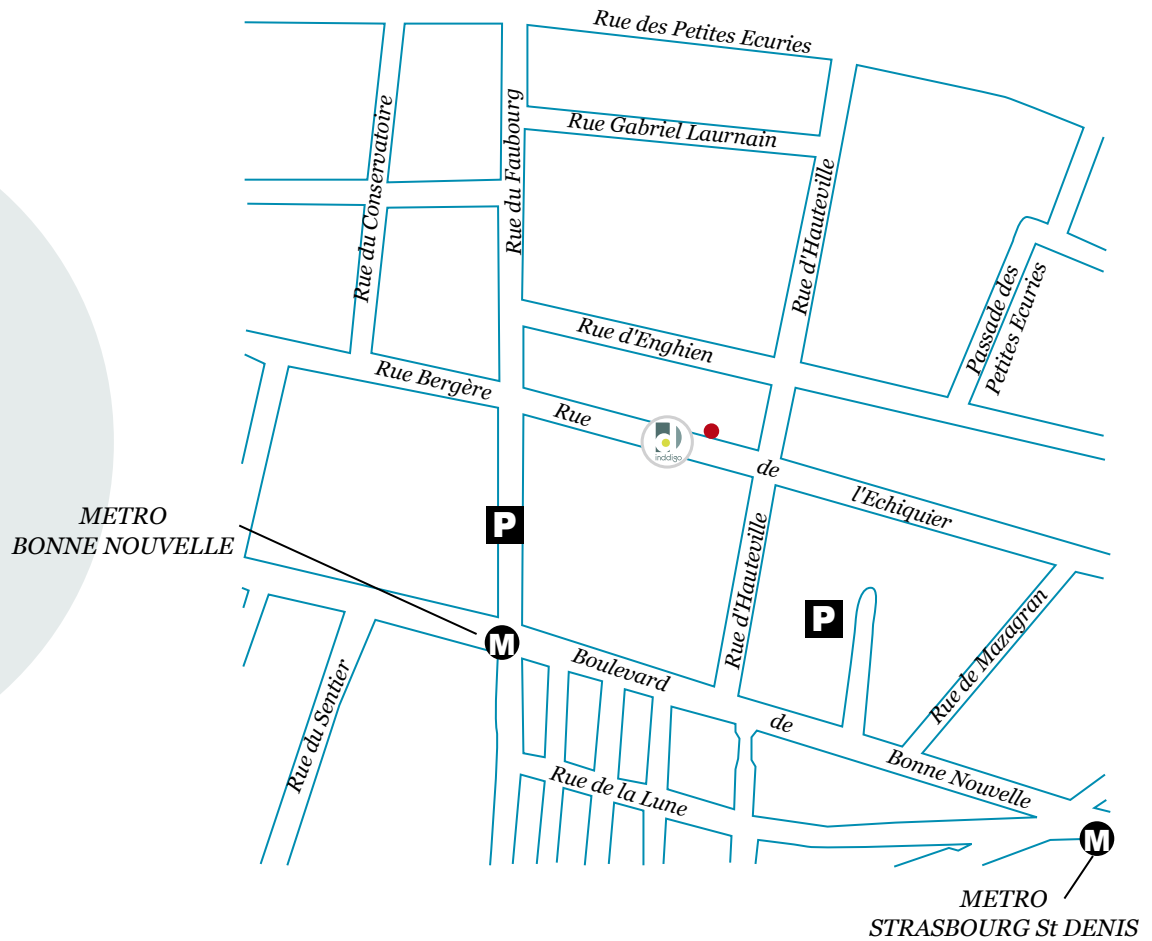 Rue des Petites Ecuries
Rue Gabriel Laurnain
Rue du Conservatoire
Rue du Faubourg
Rue d'Hauteville
Passade des
Petites Ecuries
Rue d'Enghien
Rue Bergère
Rue
de
l'Echiquier
inddigo
METRO
BONNE NOUVELLE
P
Rue d'Hauteville
P
Rue de Mazagran
M
Boulevard
de
Bonne Nouvelle
Rue du Sentier
Rue de la Lune
M
METRO
STRASBOURG St DENIS